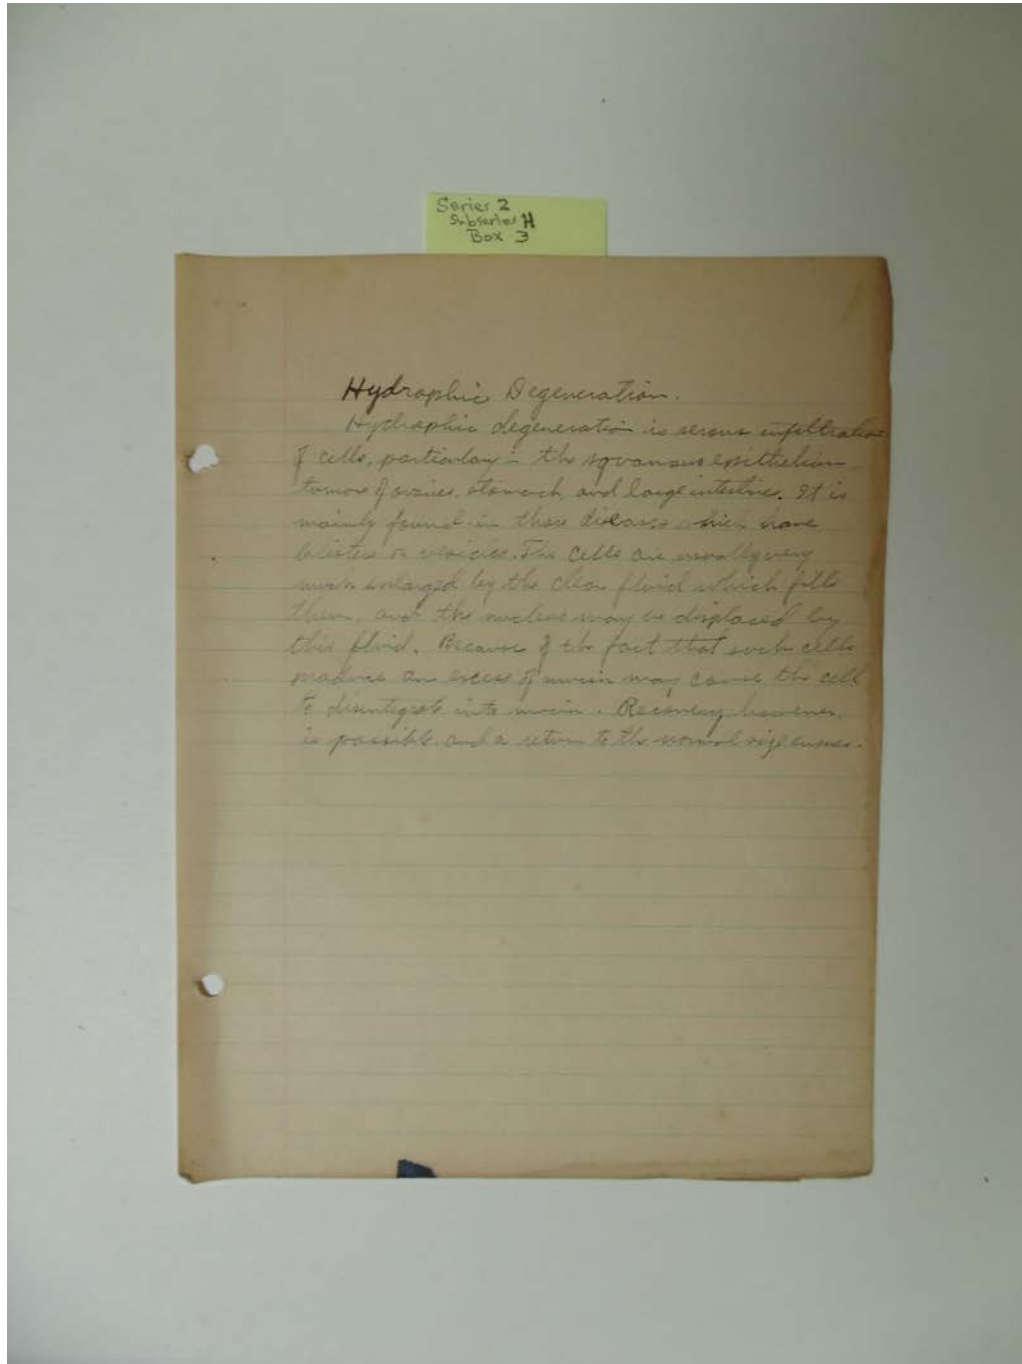 Series 2
Subseries H
Box 3
Hydrophic Degeneration.
Hydrophic degeneration is serous infiltration
of cells, particulary in the squamous epithelium
tumors of ovaries, stomach, and large intestine. It is
mainly found in those diseases which have
blisters or vesicles. The cells are usually very
much enlarged by the clear fluid which fills
them, and the nucleus may be displaced by
this fluid. Because of the fact that such cells
produce an excess of mucin may cause the cell
to disintegrate into mucin. Recovery however,
is possible and a return to the normal size ensues.